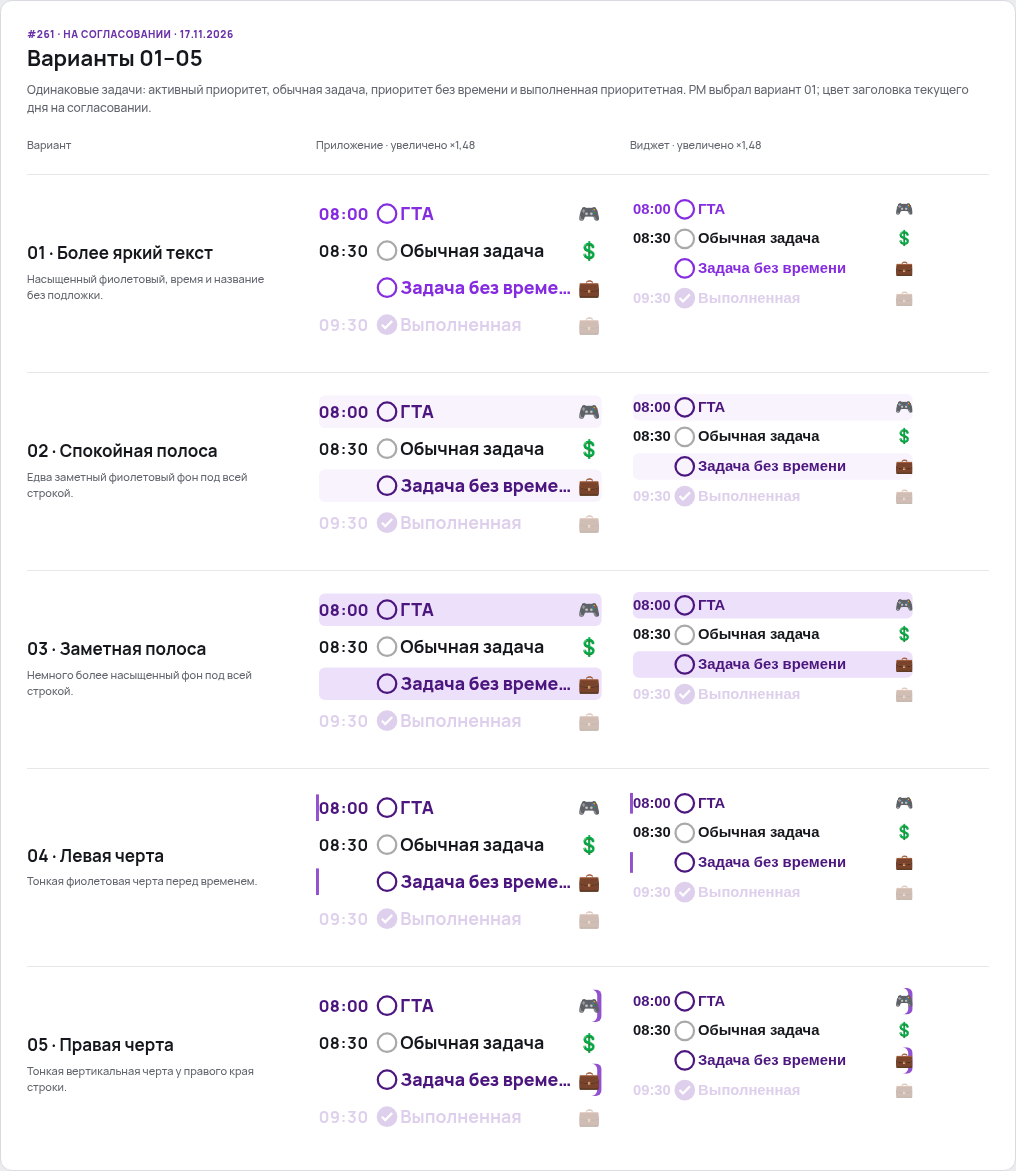 #261 · НА СОГЛАСОВАНИИ · 17.11.2026
Варианты 01–05
Одинаковые задачи: активный приоритет, обычная задача, приоритет без времени и выполненная приоритетная. PM выбрал вариант 01; цвет заголовка текущего
дня на согласовании.
Вариант
Приложение · увеличено ×1,48
Виджет · увеличено ×1,48
01 · Более яркий текст
Насыщенный фиолетовый, время и название
без подложки.
08:00 ГТА
08:30 Обычная задача
Задача без време…
09:30 Выполненная
08:00 ГТА
08:30 Обычная задача
Задача без времени
09:30 Выполненная
02 · Спокойная полоса
Едва заметный фиолетовый фон под всей
строкой.
08:00 ГТА
08:30 Обычная задача
Задача без време…
09:30 Выполненная
08:00 ГТА
08:30 Обычная задача
Задача без времени
09:30 Выполненная
03 · Заметная полоса
Немного более насыщенный фон под всей
строкой.
08:00 ГТА
08:30 Обычная задача
Задача без време…
09:30 Выполненная
08:00 ГТА
08:30 Обычная задача
Задача без времени
09:30 Выполненная
04 · Левая черта
Тонкая фиолетовая черта перед временем.
08:00 ГТА
08:30 Обычная задача
Задача без време…
09:30 Выполненная
08:00 ГТА
08:30 Обычная задача
Задача без времени
09:30 Выполненная
05 · Правая черта
Тонкая вертикальная черта у правого края
строки.
08:00 ГТА
08:30 Обычная задача
Задача без време…
09:30 Выполненная
08:00 ГТА
08:30 Обычная задача
Задача без времени
09:30 Выполненная